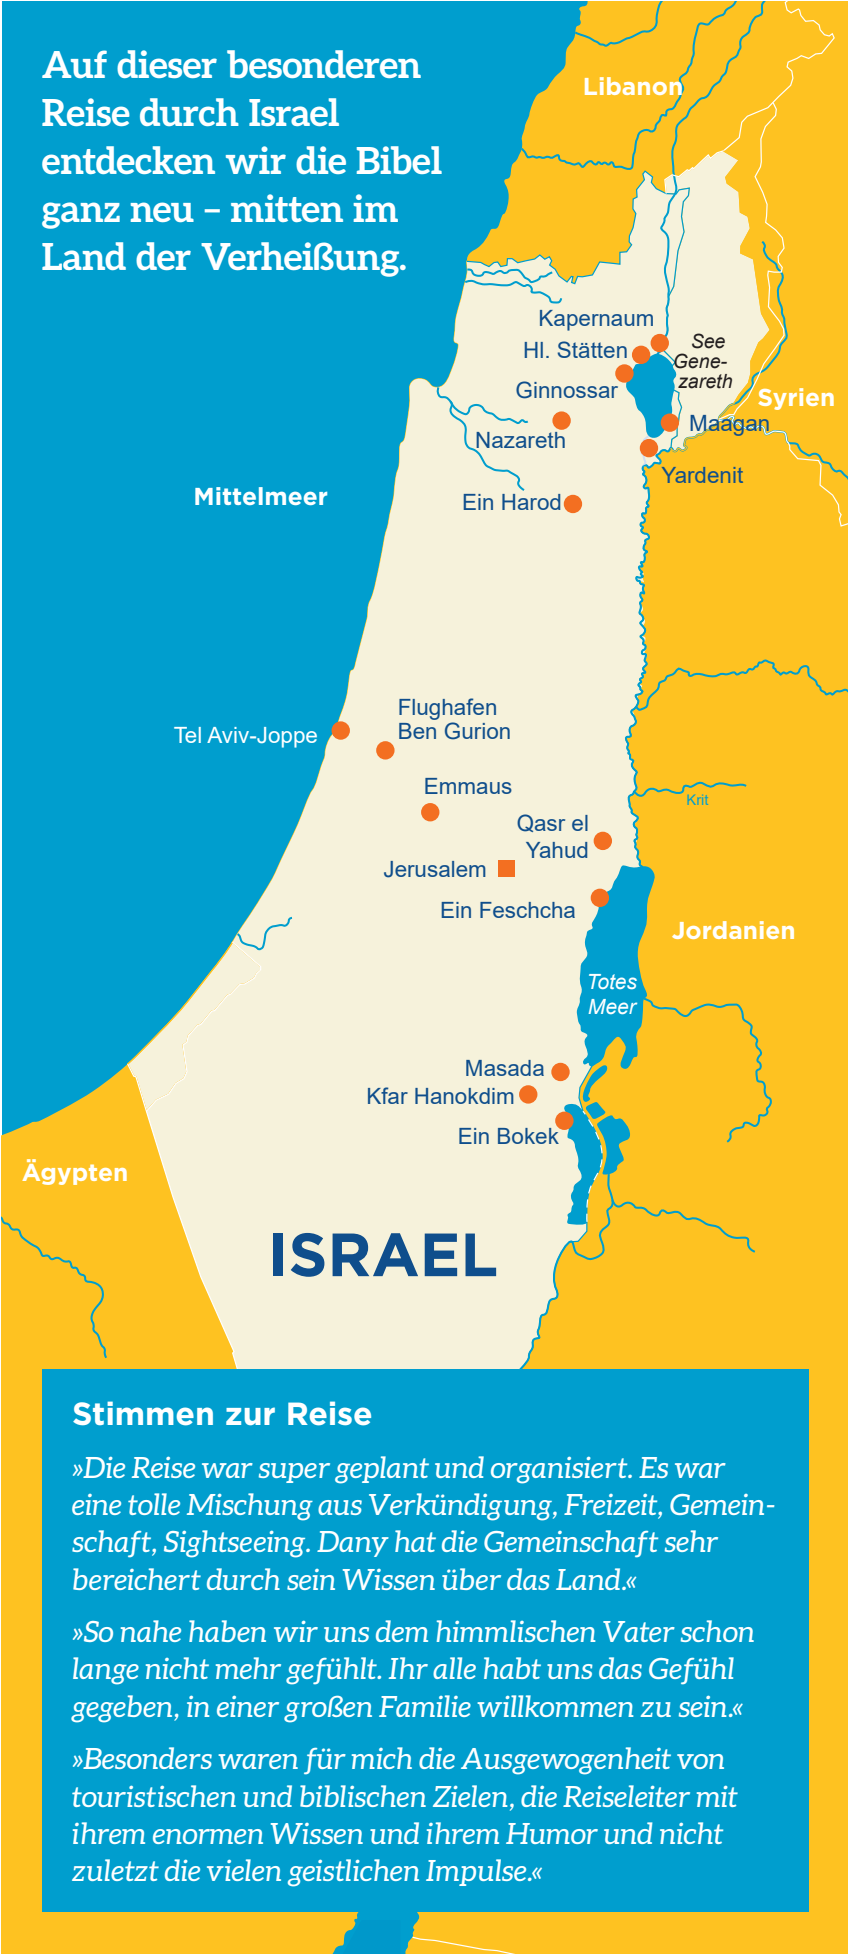 Auf dieser besonderen
Reise durch Israel
entdecken wir die Bibel
ganz neu – mitten im
Land der Verheißung.
Libanon
Kapernaum
Hl. Stätten
See
Gene-
zareth
Ginnossar
Syrien
Maagan
Nazareth
Yardenit
Mittelmeer
Ein Harod
Flughafen
Ben Gurion
Tel Aviv-Joppe
Emmaus
Krit
Qasr el
Yahud
Jerusalem
Ein Feschcha
Jordanien
Totes
Meer
Masada
Kfar Hanokdim
Ein Bokek
Ägypten
ISRAEL
Stimmen zur Reise
»Die Reise war super geplant und organisiert. Es war
eine tolle Mischung aus Verkündigung, Freizeit, Gemein-
schaft, Sightseeing. Dany hat die Gemeinschaft sehr
bereichert durch sein Wissen über das Land.«
»So nahe haben wir uns dem himmlischen Vater schon
lange nicht mehr gefühlt. Ihr alle habt uns das Gefühl
gegeben, in einer großen Familie willkommen zu sein.«
»Besonders waren für mich die Ausgewogenheit von
touristischen und biblischen Zielen, die Reiseleiter mit
ihrem enormen Wissen und ihrem Humor und nicht
zuletzt die vielen geistlichen Impulse.«